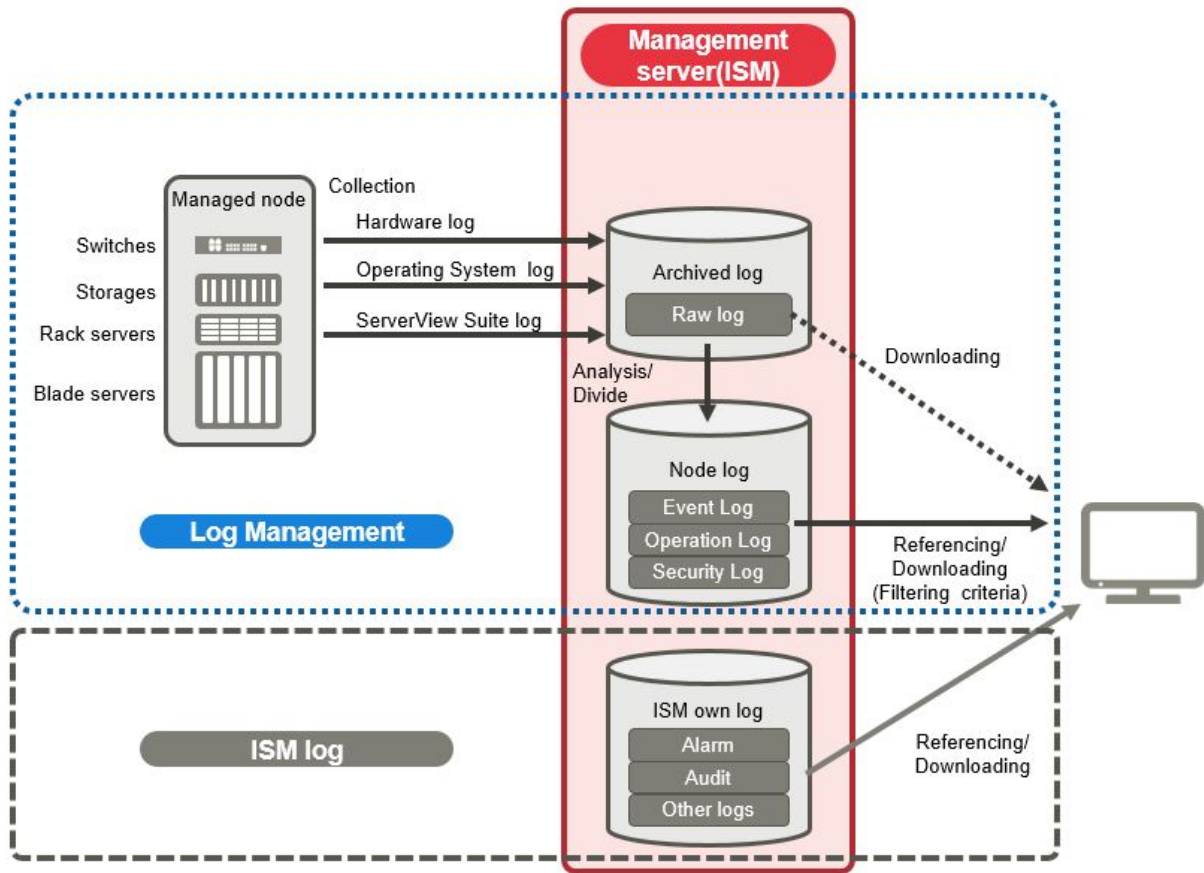 Management
server(ISM)
Managed node
Switches
Storages
Rack servers
Blade servers
Collection
Hardware log
Operating System log
ServerView Suite log
Archived log
Raw log
Analysis/
Divide
Downloading
Node log
Event Log
Operation Log
Security Log
Referencing/
Downloading
(Filtering criteria)
Log Management
ISM log
ISM own log
Alarm
Audit
Other logs
Referencing/
Downloading